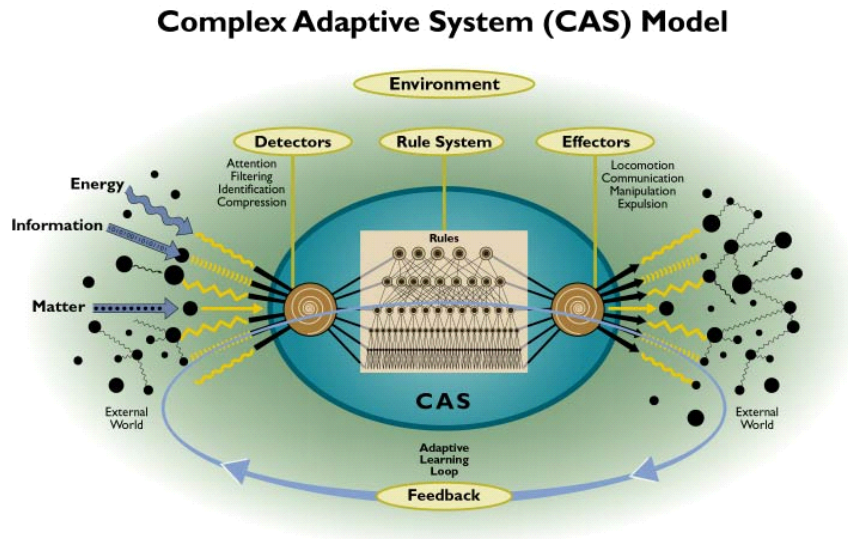 Complex Adaptive System (CAS) Model
Environment
Detectors
Attention
Filtering
Identification
Compression
Rule System
Effectors
Locomotion
Communication
Manipulation
Expulsion
Energy
Information
Matter
Rules
CAS
External
World
External
World
Adaptive
Learning
Loop
Feedback